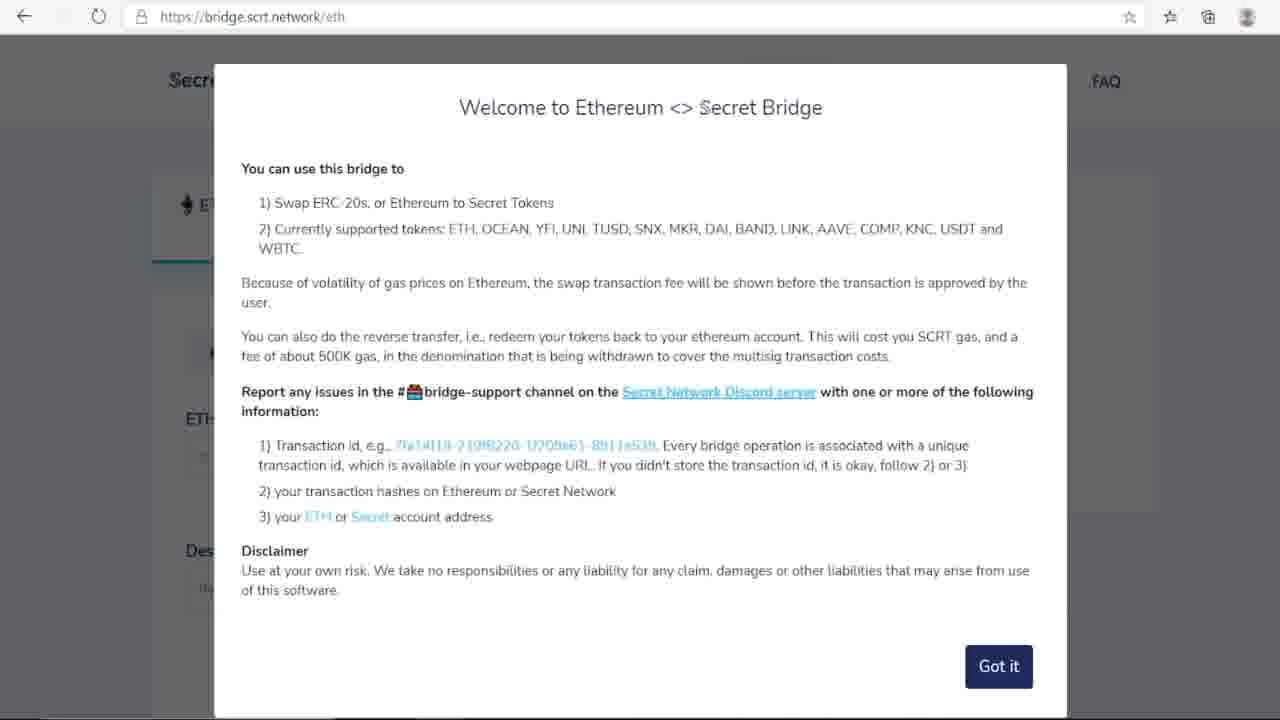 https://bridge.scrt.network/eth
Secr
FAQ
Welcome to Ethereum <> Secret Bridge
You can use this bridge to
ET
1) Swap ERC-20s, or Ethereum to Secret Tokens
2) Currently supported tokens: ETH, OCEAN, YFI, UNI, TUSD, SNX, MKR, DAI, BAND, LINK, AAVE, COMP, KNC, USDT and
WBTC.
Because of volatility of gas prices on Ethereum, the swap transaction fee will be shown before the transaction is approved by the
user.
You can also do the reverse transfer, i.e., redeem your tokens back to your ethereum account. This will cost you SCRT gas, and a
fee of about 500K gas, in the denomination that is being withdrawn to cover the multisig transaction costs.
Report any issues in the #bridge-support channel on the Secret Network Discord server with one or more of the following
information:
1) Transaction id, e.g., Every bridge operation is associated with a unique
transaction id, which is available in your webpage URL. If you didn't store the transaction id, it is okay, follow 2) or 3)
2) your transaction hashes on Ethereum or Secret Network
3) your ETH or Secret account address
Des
Disclaimer
Use at your own risk. We take no responsibilities or any liability for any claim, damages or other liabilities that may arise from use
of this software.
Got it